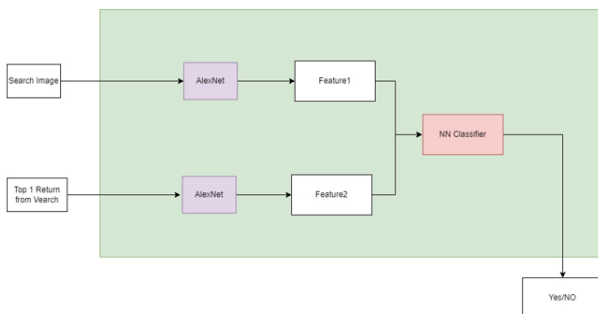 Search Image
AlexNet
Feature1
NN Classifier
Top 1 Return
from Vearch
AlexNet
Feature2
Yes/NO